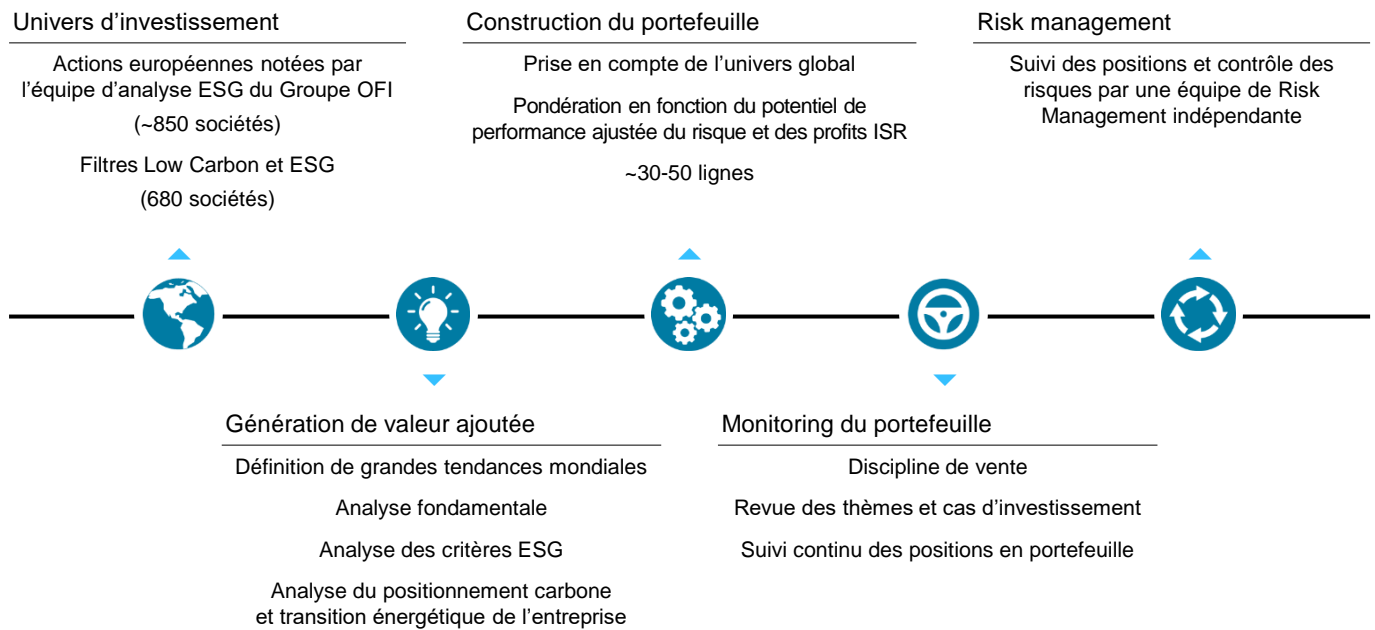 Univers d’investissement
Actions européennes notées par
l’équipe d’analyse ESG du Groupe OFI
(~850 sociétés)
Filtres Low Carbon et ESG
(680 sociétés)
Construction du portefeuille
Prise en compte de l’univers global
Pondération en fonction du potentiel de
performance ajustée du risque et des profits ISR
~30-50 lignes
Risk management
Suivi des positions et contrôle des
risques par une équipe de Risk
Management indépendante
Génération de valeur ajoutée
Définition de grandes tendances mondiales
Analyse fondamentale
Analyse des critères ESG
Analyse du positionnement carbone
et transition énergétique de l’entreprise
Monitoring du portefeuille
Discipline de vente
Revue des thèmes et cas d’investissement
Suivi continu des positions en portefeuille